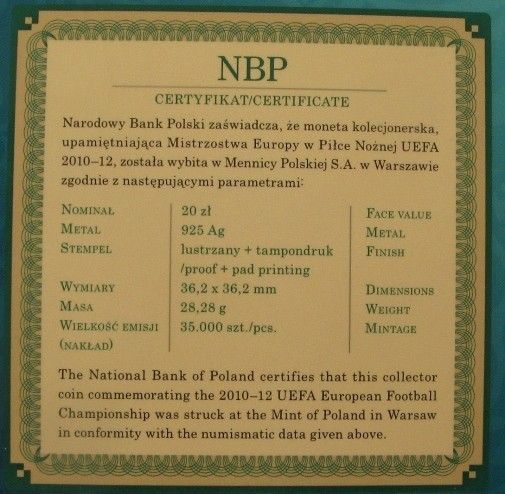 NBP
CERTYFIKAT/CERTIFICATE
Narodowy Bank Polski zaświadcza, że moneta kolekcjonerska,
upamiętniająca Mistrzostwa Europy w Piłce Nożnej UEFA
2010–12, została wybita w Mennicy Polskiej S.A. w Warszawie
zgodnie z następującymi parametrami:
NOMINAŁ 20 zł FACE VALUE
METAL 925 Ag METAL
STEMPEL lustrzany + tampondruk FINISH
/proof + pad printing
WYMIARY 36,2 x 36,2 mm DIMENSIONS
MASA 28,28 g WEIGHT
WIELKOŚĆ EMISJI 35.000 szt./pcs. MINTAGE
(NAKŁAD)
The National Bank of Poland certifies that this collector
coin commemorating the 2010–12 UEFA European Football
Championship was struck at the Mint of Poland in Warsaw
in conformity with the numismatic data given above.